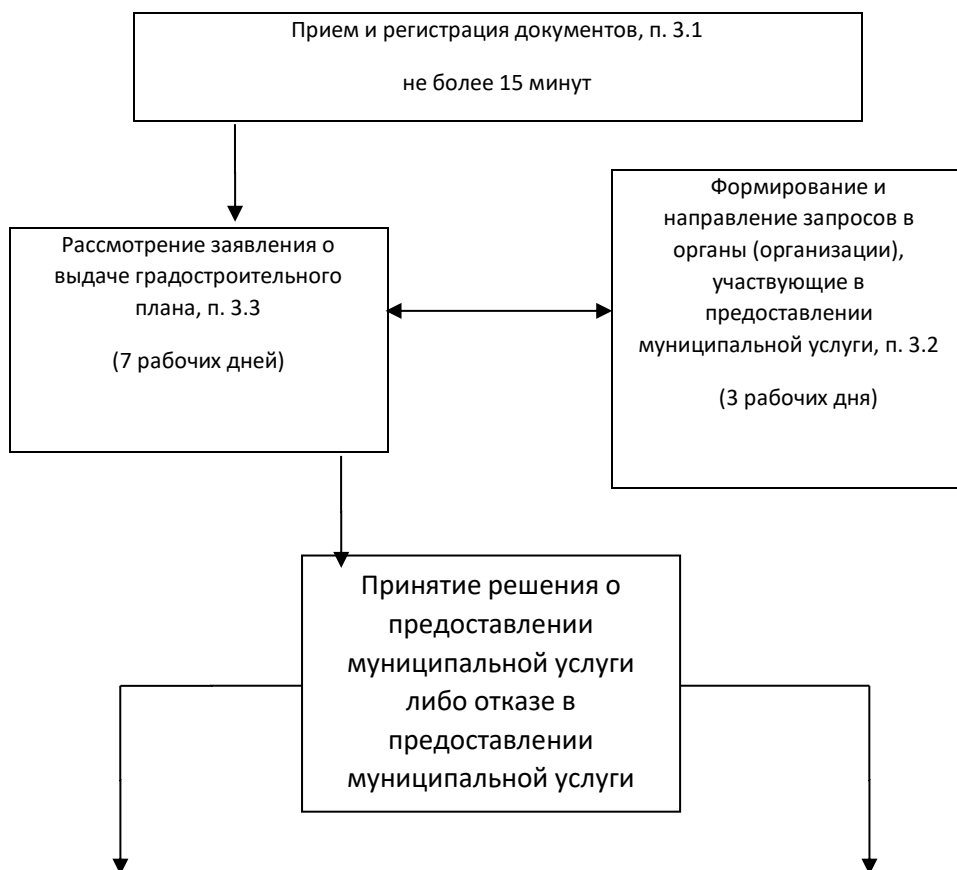 Прием и регистрация документов, п. 3.1
не более 15 минут
Рассмотрение заявления о
выдаче градостроительного
плана, п. 3.3
(7 рабочих дней)
Формирование и
направление запросов в
органы (организации),
участвующие в
предоставлении
муниципальной услуги, п. 3.2
(3 рабочих дня)
Принятие решения о
предоставлении
муниципальной услуги
либо отказе в
предоставлении
муниципальной услуги